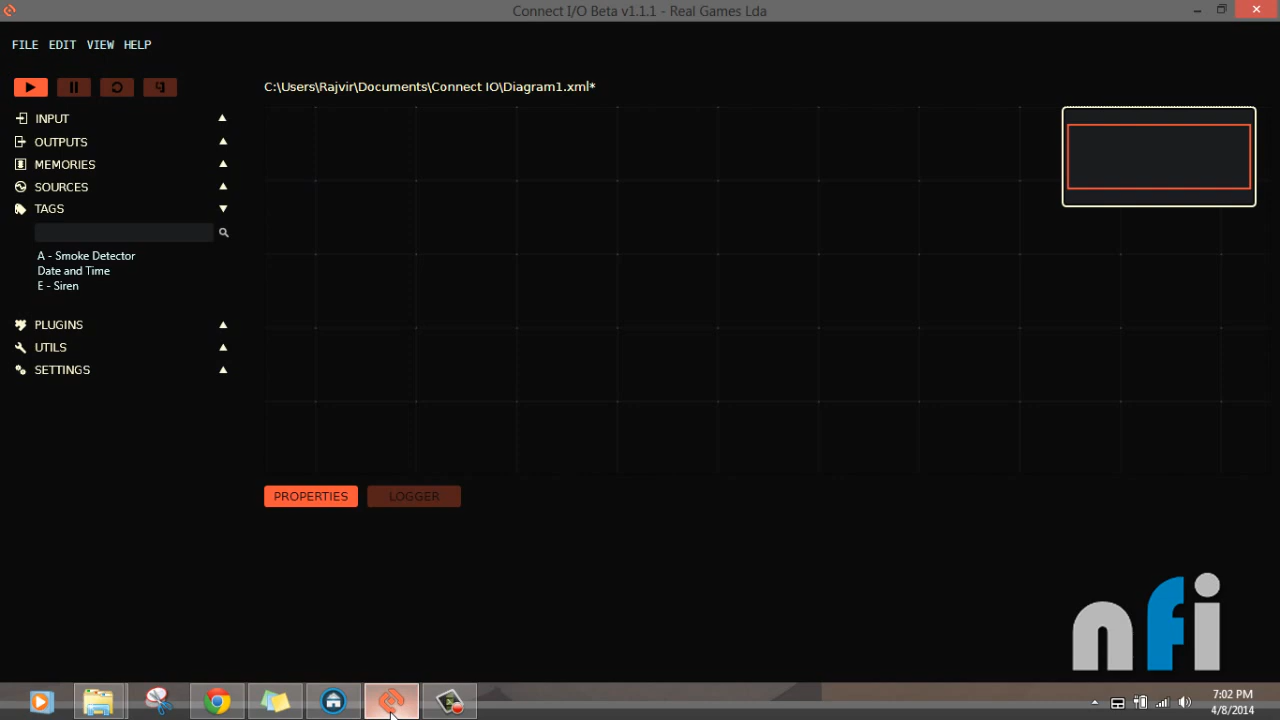 Connect I/O Beta v1.1.1 - Real Games Lda
FILE EDIT VIEW HELP
C:\Users\Rajvir\Documents\Connect IO\Diagram1.xml*
INPUT
OUTPUTS
MEMORIES
SOURCES
TAGS
A - Smoke Detector
Date and Time
E - Siren
PLUGINS
UTILS
SETTINGS
PROPERTIES LOGGER
nfi
7:02 PM
4/8/2014